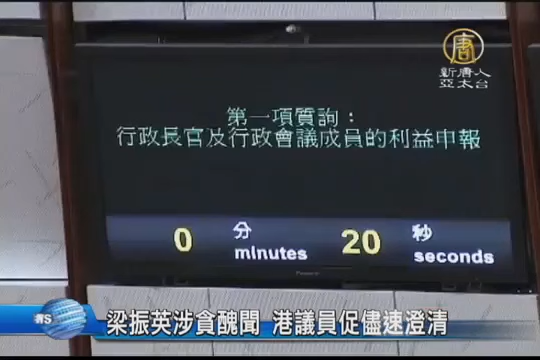 唐
新唐人
亞太台
第一項質詢：
行政長官及行政會議成員的利益申報
0 分 minutes 20 秒 seconds
Panasonic
梁振英涉貪醜聞 港議員促儘速澄清